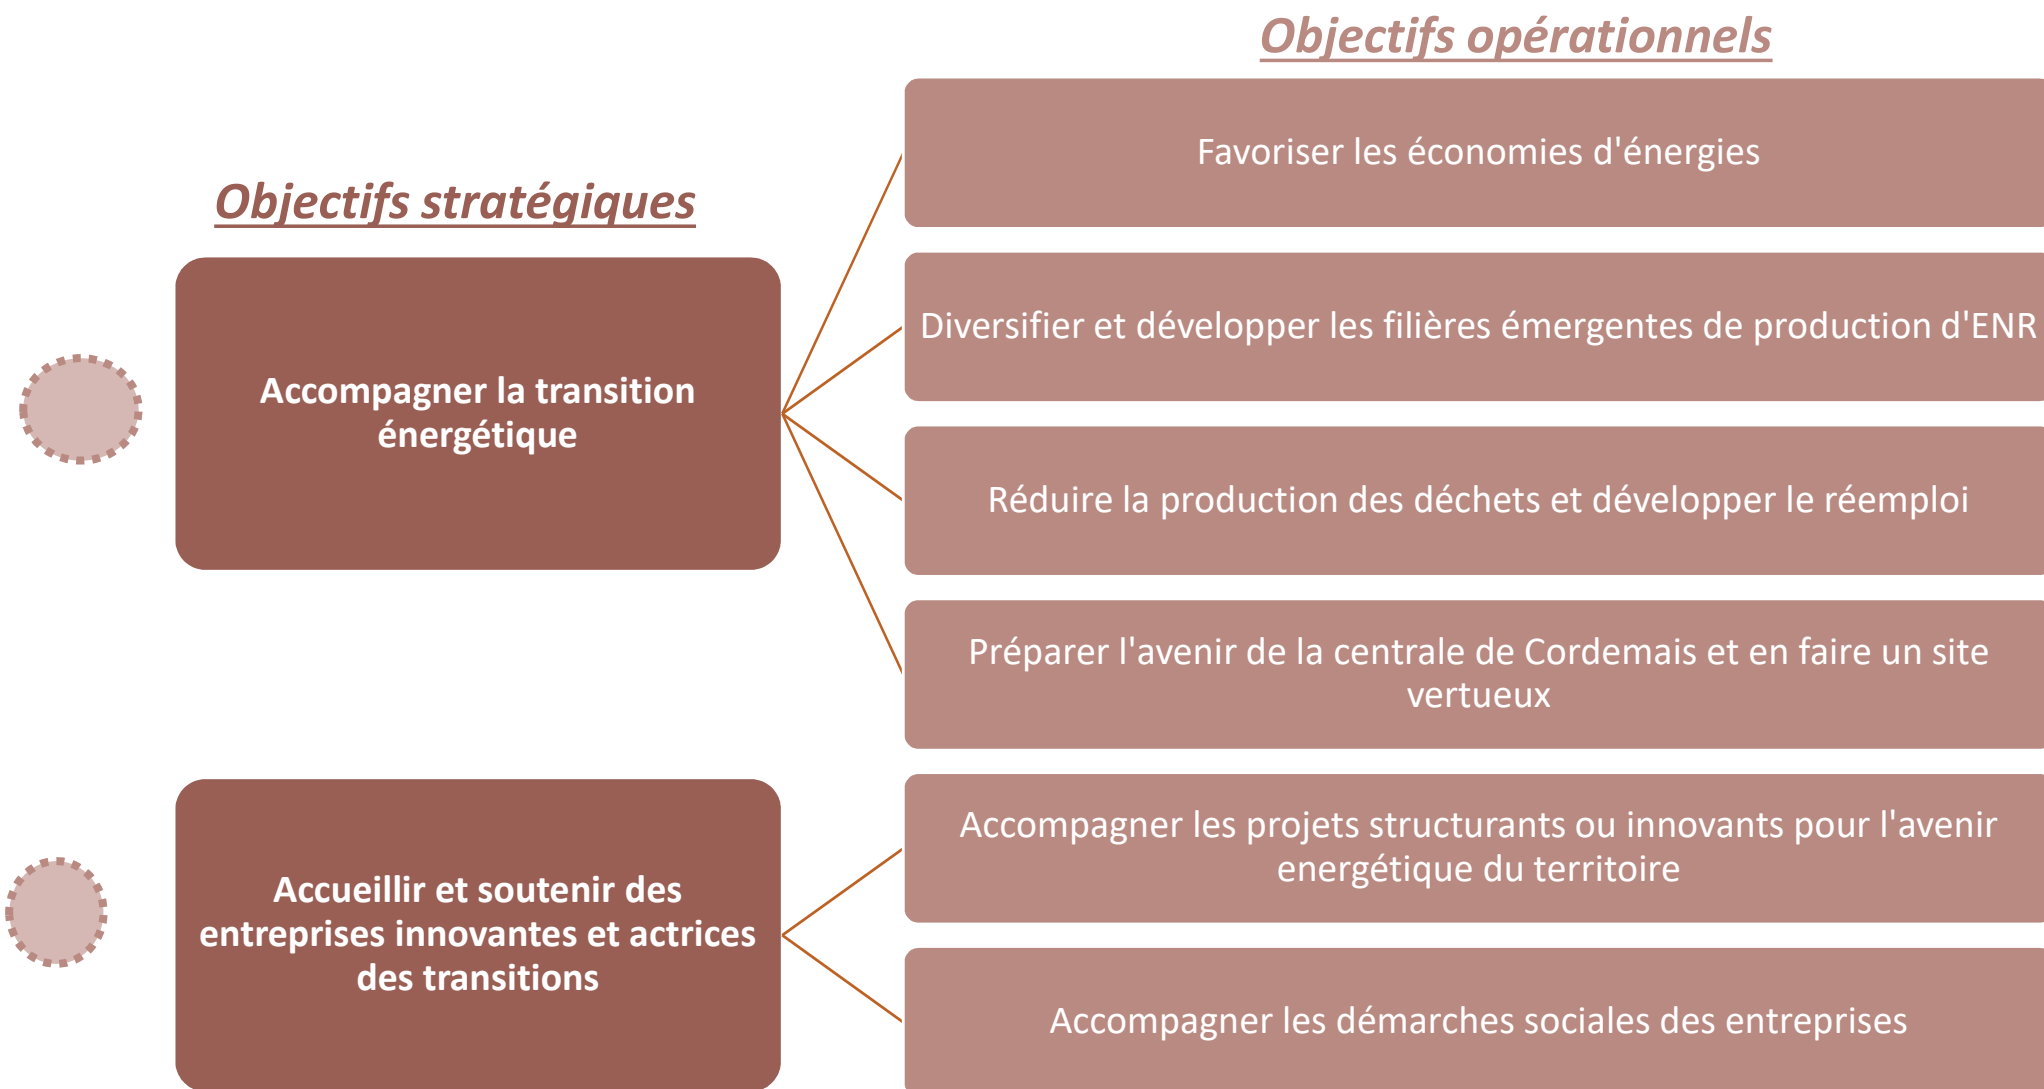 Objectifs opérationnels
Objectifs stratégiques
Accompagner la transition
énergétique
Favoriser les économies d'énergies
Diversifier et développer les filières émergentes de production d'ENR
Réduire la production des déchets et développer le réemploi
Préparer l'avenir de la centrale de Cordemais et en faire un site
vertueux
Accueillir et soutenir des
entreprises innovantes et actrices
des transitions
Accompagner les projets structurants ou innovants pour l'avenir
energétique du territoire
Accompagner les démarches sociales des entreprises